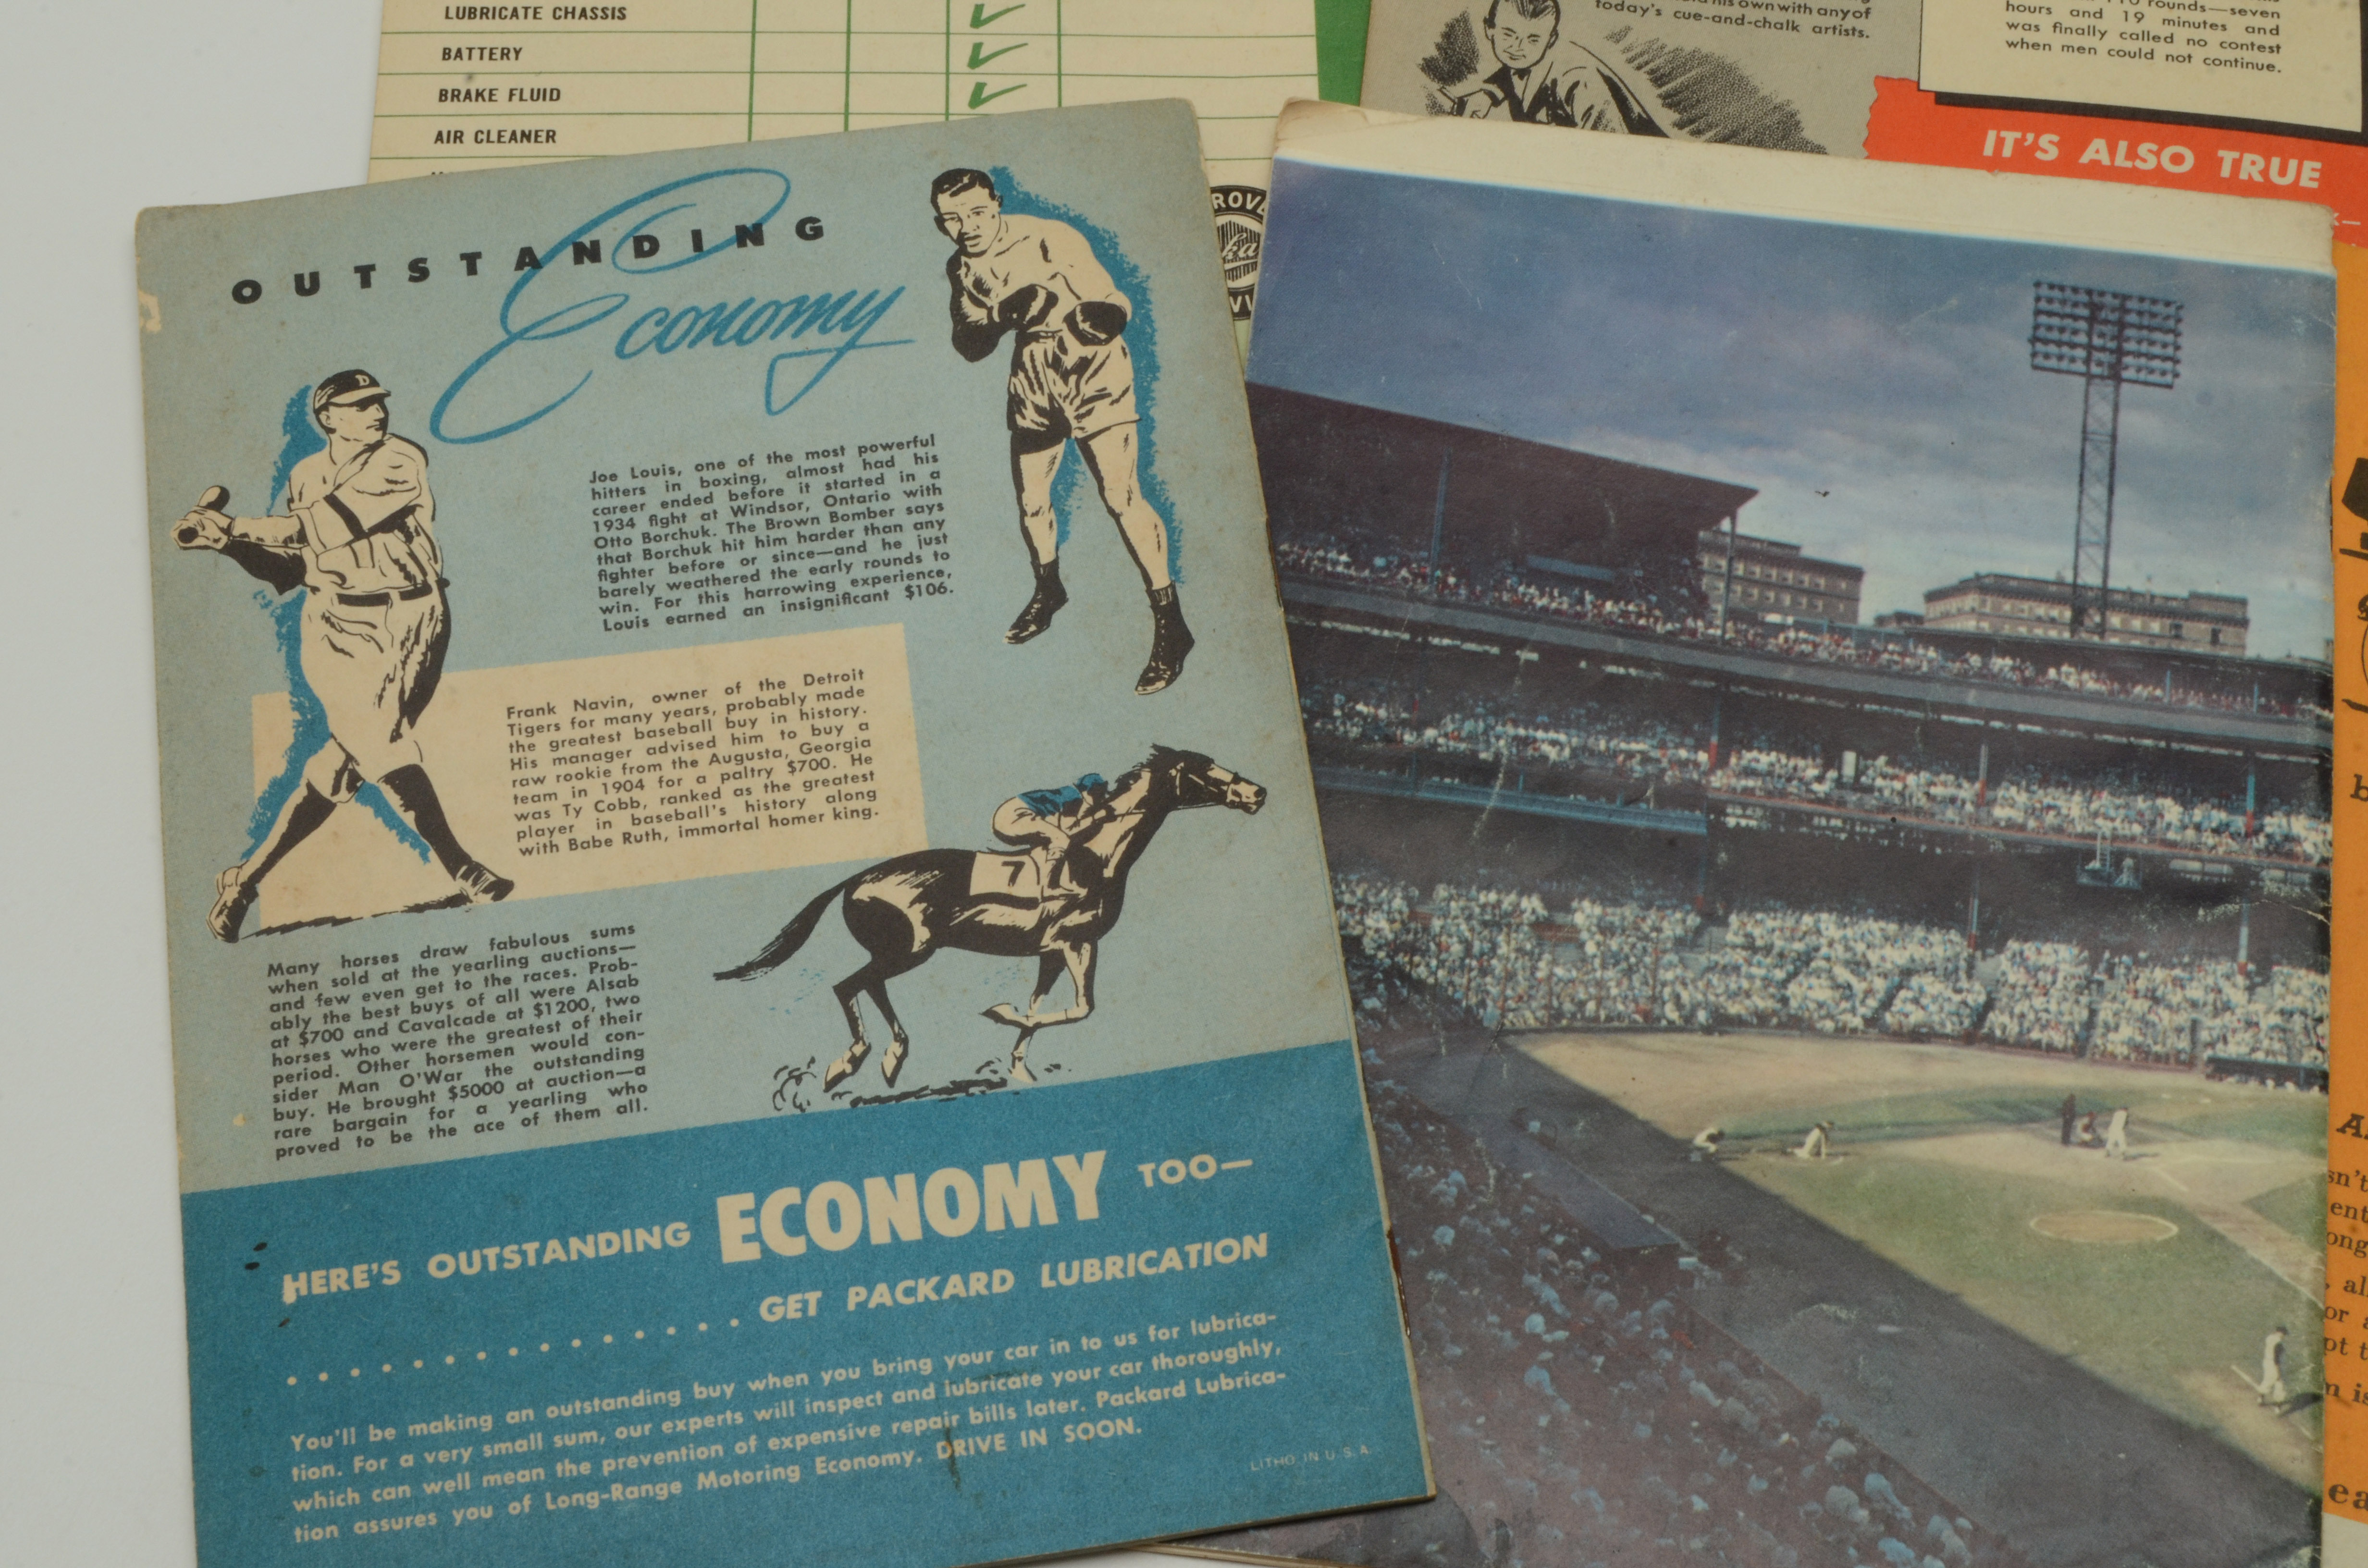 LUBRICATE CHASSIS
BATTERY
BRAKE FLUID
AIR CLEANER
own with any of
today's cue-and-chalk artists.
rounds—seven
hours and 19 minutes and
was finally called no contest
when men could not continue.
IT'S ALSO TRUE
OUTSTANDING
Economy
D
Joe Louis, one of the most powerful
hitters in boxing, almost had his
career ended before it started in a
1934 fight at Windsor, Ontario with
Otto Borchuk. The Brown Bomber says
that Borchuk hit him harder than any
fighter before or since—and he just
barely weathered the early rounds to
win. For this harrowing experience,
Louis earned an insignificant $106.
Frank Navin, owner of the Detroit
Tigers for many years, probably made
the greatest baseball buy in history.
His manager advised him to buy a
raw rookie from the Augusta, Georgia
team in 1904 for a paltry $700. He
was Ty Cobb, ranked as the greatest
player in baseball's history along
with Babe Ruth, immortal homer king.
7
Many horses draw fabulous sums
when sold at the yearling auctions—
and few even get to the races. Prob-
ably the best buys of all were Alsab
at $700 and Cavalcade at $1200, two
horses who were the greatest of their
period. Other horsemen would con-
sider Man O'War the outstanding
buy. He brought $5000 at auction—a
rare bargain for a yearling who
proved to be the ace of them all.
HERE'S OUTSTANDING ECONOMY TOO—
. . . . . . . . . . . . . . . GET PACKARD LUBRICATION
You'll be making an outstanding buy when you bring your car in to us for lubrica-
tion. For a very small sum, our experts will inspect and lubricate your car thoroughly,
which can well mean the prevention of expensive repair bills later. Packard Lubrica-
tion assures you of Long-Range Motoring Economy. DRIVE IN SOON.
LITHO IN U.S.A.